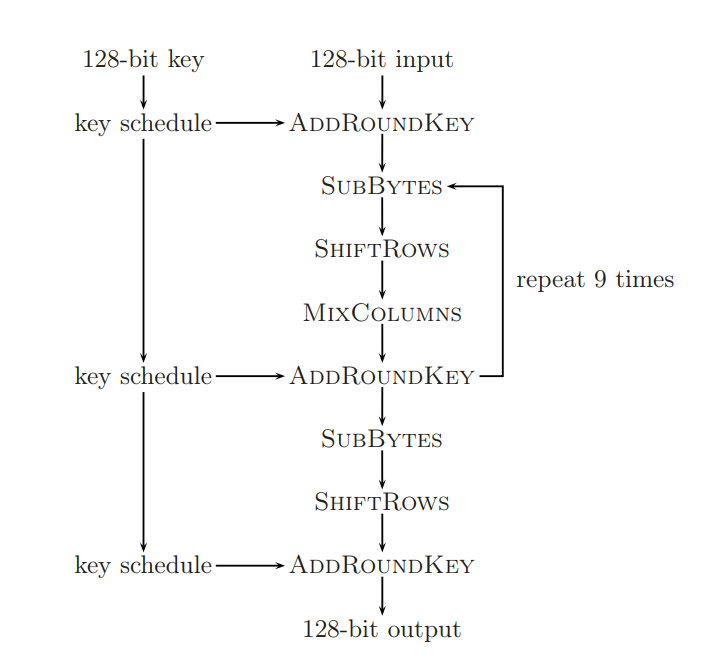 128-bit key
128-bit input
key schedule
ADDROUNDKEY
SUBBYTES
SHIFTROWS
repeat 9 times
MIXCOLUMNS
key schedule
ADDROUNDKEY
SUBBYTES
SHIFTROWS
key schedule
ADDROUNDKEY
128-bit output